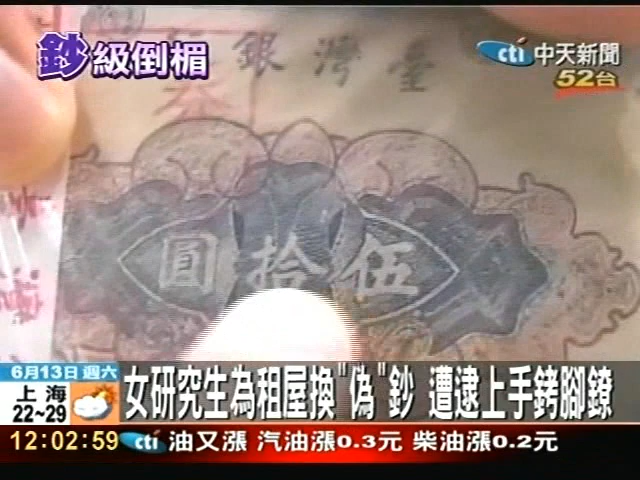 鈔級倒楣
cti 中天新聞
52台
銀灣臺
圓拾伍
6月13日 週六
上海
22~29
女研究生為租屋換"偽"鈔 遭逮上手銬腳鐐
12:02:59
cti 油又漲 汽油漲0.3元 柴油漲0.2元